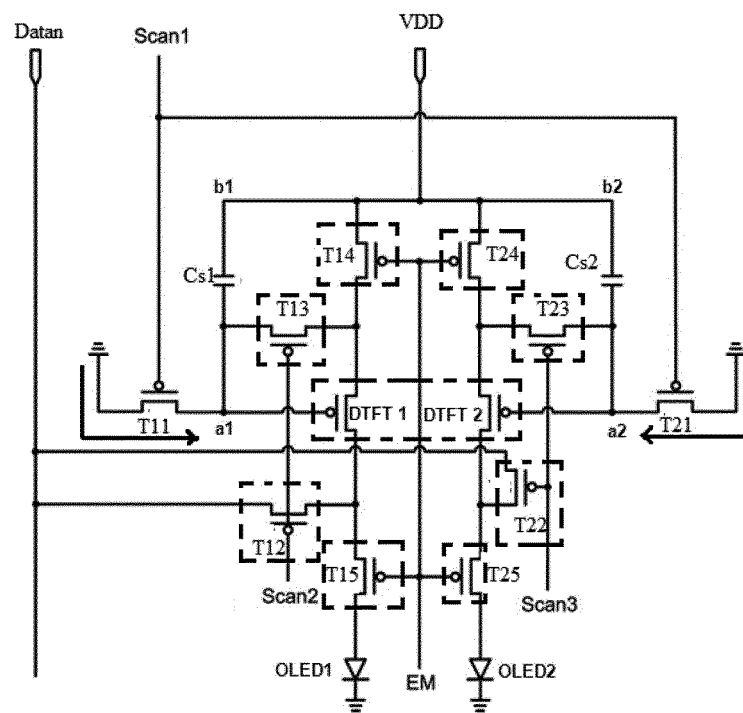 Datan
Scan1
VDD
b1
b2
T14
T24
Cs1
Cs2
T13
T23
DTFT 1
DTFT 2
T11
a1
a2
T21
T12
T22
T15
T25
Scan2
Scan3
OLED1
EM
OLED2